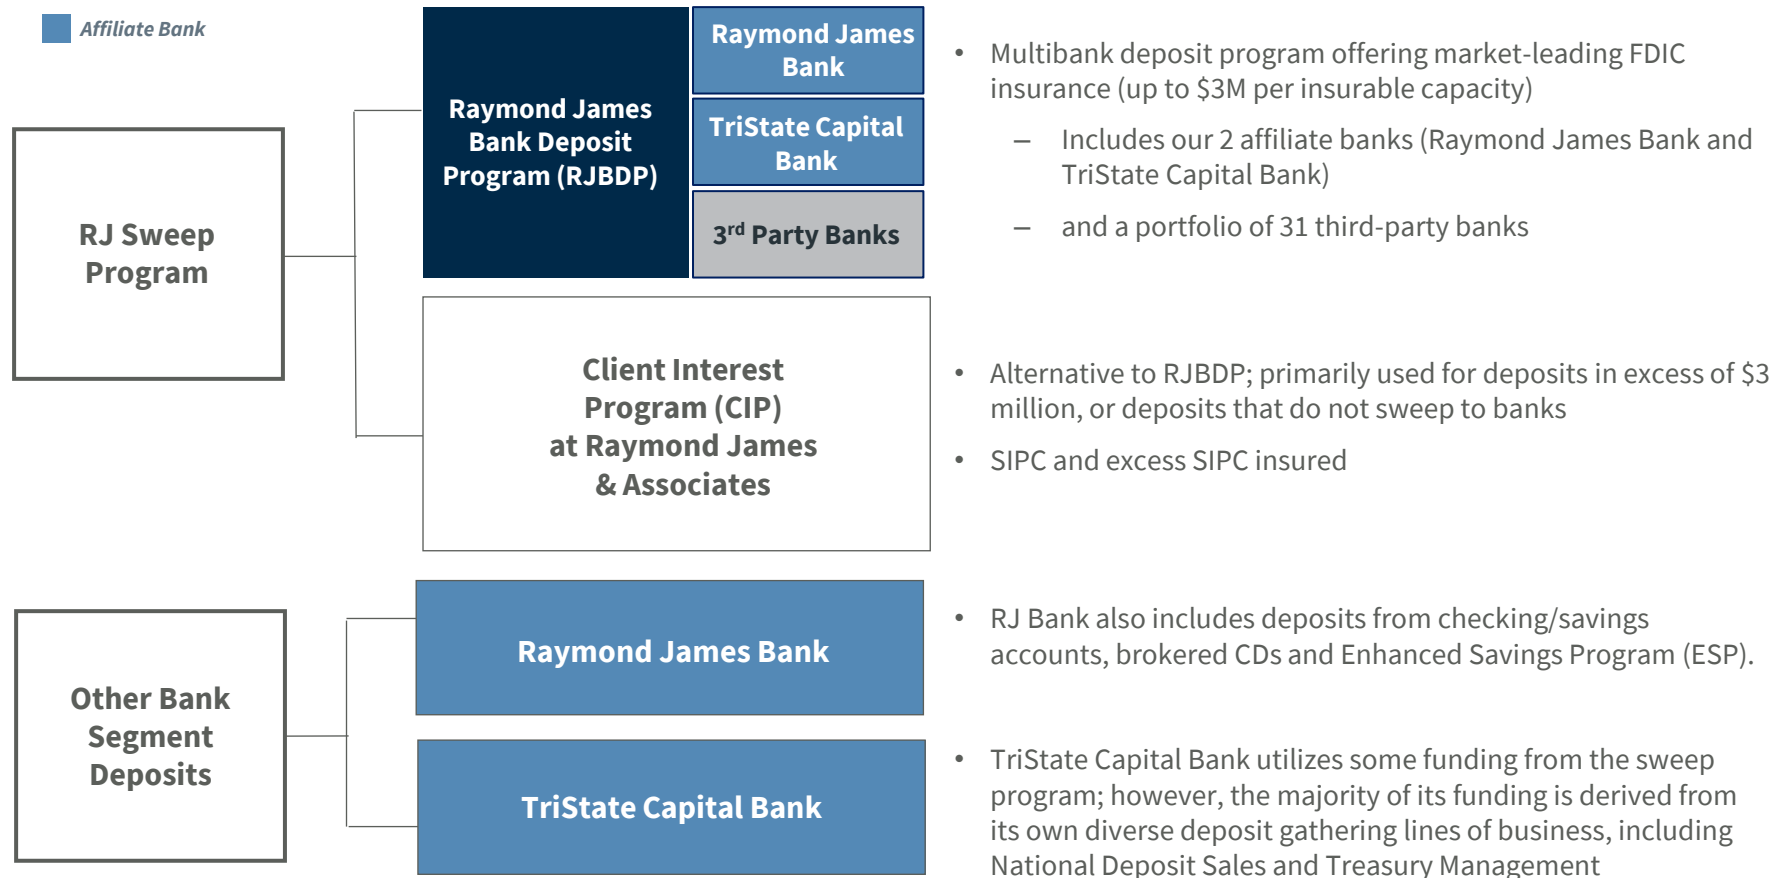 Affiliate Bank
RJ Sweep
Program
Raymond James
Bank Deposit
Program (RJBDP)
Raymond James
Bank
TriState Capital
Bank
3rd Party Banks
• Multibank deposit program offering market-leading FDIC
insurance (up to $3M per insurable capacity)
– Includes our 2 affiliate banks (Raymond James Bank and
TriState Capital Bank)
– and a portfolio of 31 third-party banks
Client Interest
Program (CIP)
at Raymond James
& Associates
• Alternative to RJBDP; primarily used for deposits in excess of $3
million, or deposits that do not sweep to banks
• SIPC and excess SIPC insured
Other Bank
Segment
Deposits
Raymond James Bank
• RJ Bank also includes deposits from checking/savings
accounts, brokered CDs and Enhanced Savings Program (ESP).
TriState Capital Bank
• TriState Capital Bank utilizes some funding from the sweep
program; however, the majority of its funding is derived from
its own diverse deposit gathering lines of business, including
National Deposit Sales and Treasury Management